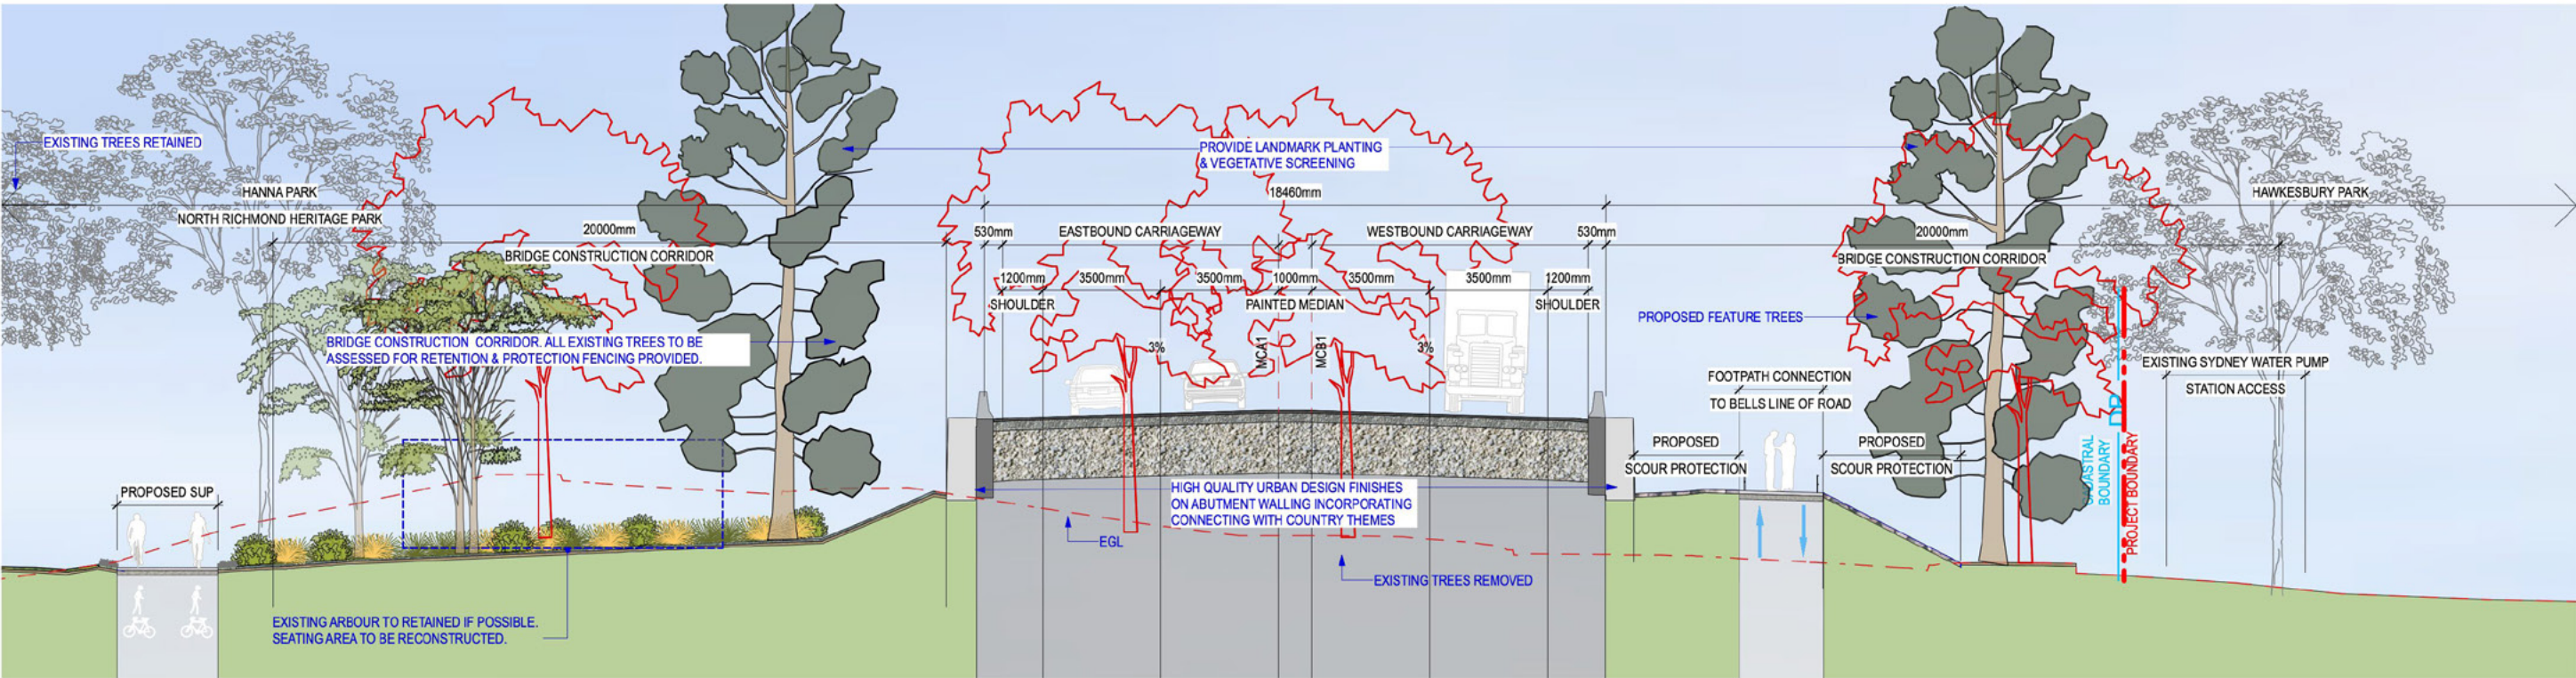 EXISTING TREES RETAINED
HANNA PARK
NORTH RICHMOND HERITAGE PARK
20000mm
BRIDGE CONSTRUCTION CORRIDOR
BRIDGE CONSTRUCTION CORRIDOR. ALL EXISTING TREES TO BE
ASSESSED FOR RETENTION & PROTECTION FENCING PROVIDED.
PROPOSED SUP
EXISTING ARBOUR TO RETAINED IF POSSIBLE.
SEATING AREA TO BE RECONSTRUCTED.
PROVIDE LANDMARK PLANTING
& VEGETATIVE SCREENING
18460mm
530mm
EASTBOUND CARRIAGEWAY
WESTBOUND CARRIAGEWAY
530mm
1200mm
3500mm
3500mm
1000mm
3500mm
3500mm
1200mm
SHOULDER
PAINTED MEDIAN
SHOULDER
3%
MCA1
MCB1
3%
HIGH QUALITY URBAN DESIGN FINISHES
ON ABUTMENT WALLING INCORPORATING
CONNECTING WITH COUNTRY THEMES
EGL
EXISTING TREES REMOVED
HAWKESBURY PARK
20000mm
BRIDGE CONSTRUCTION CORRIDOR
PROPOSED FEATURE TREES
FOOTPATH CONNECTION
TO BELLS LINE OF ROAD
PROPOSED
SCOUR PROTECTION
PROPOSED
SCOUR PROTECTION
EXISTING SYDNEY WATER PUMP
STATION ACCESS
CADASTRAL
BOUNDARY
PROJECT BOUNDARY